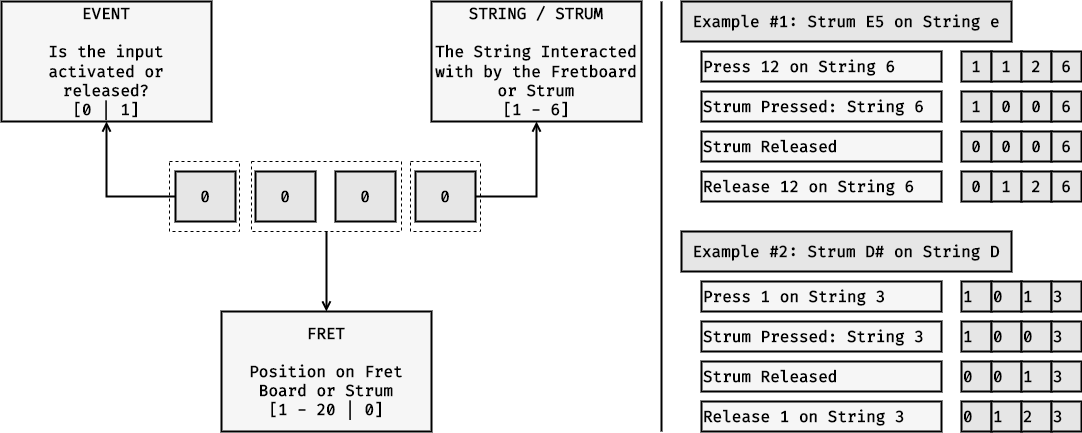 EVENT
Is the input
activated or
released?
[0 | 1]
STRING / STRUM
The String Interacted
with by the Fretboard
or Strum
[1 - 6]
0 0 0 0
FRET
Position on Fret
Board or Strum
[1 - 20 | 0]
Example #1: Strum E5 on String e
Press 12 on String 6 1 1 2 6
Strum Pressed: String 6 1 0 0 6
Strum Released 0 0 0 6
Release 12 on String 6 0 1 2 6
Example #2: Strum D# on String D
Press 1 on String 3 1 0 1 3
Strum Pressed: String 3 1 0 0 3
Strum Released 0 0 1 3
Release 1 on String 3 0 1 2 3